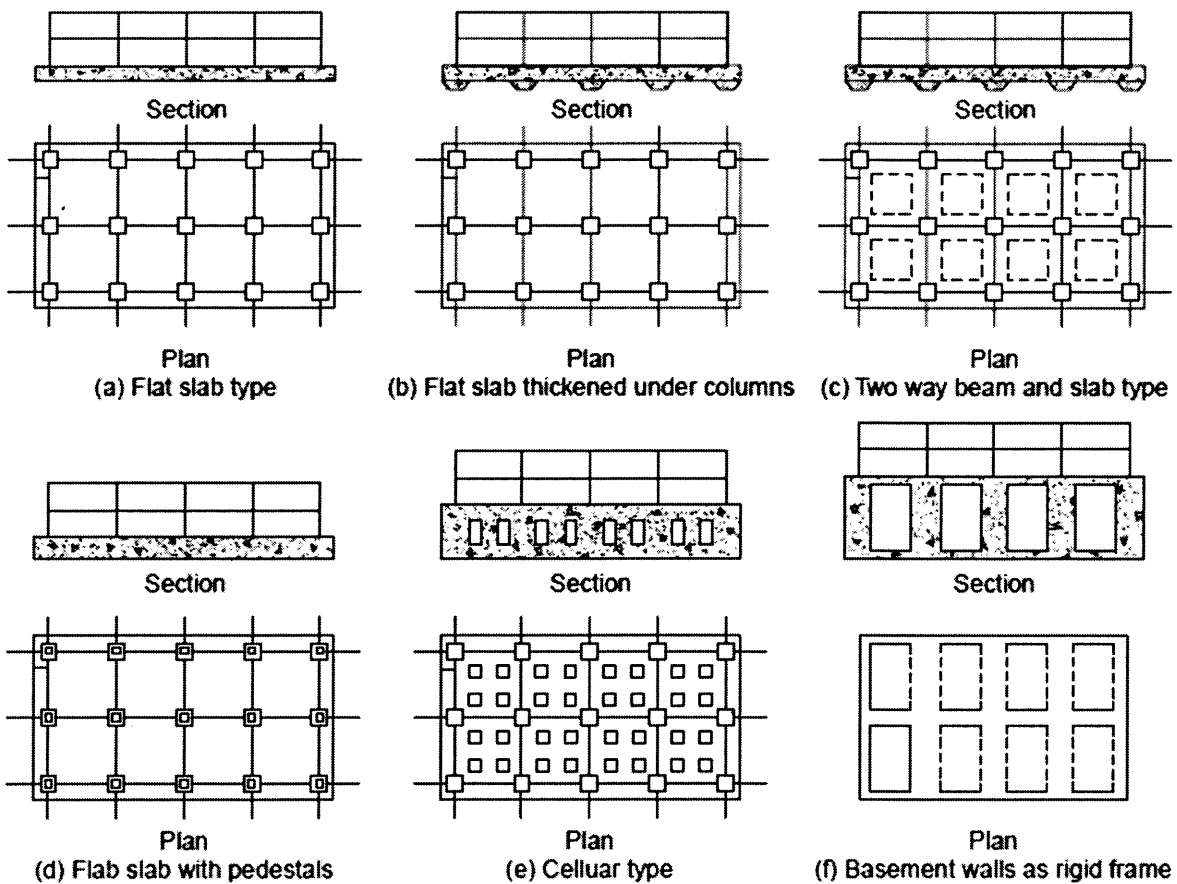 Section
Section
Section
Plan
(a) Flat slab type
Plan
(b) Flat slab thickened under columns
Plan
(c) Two way beam and slab type
Section
Section
Section
Plan
(d) Flab slab with pedestals
Plan
(e) Celluar type
Plan
(f) Basement walls as rigid frame